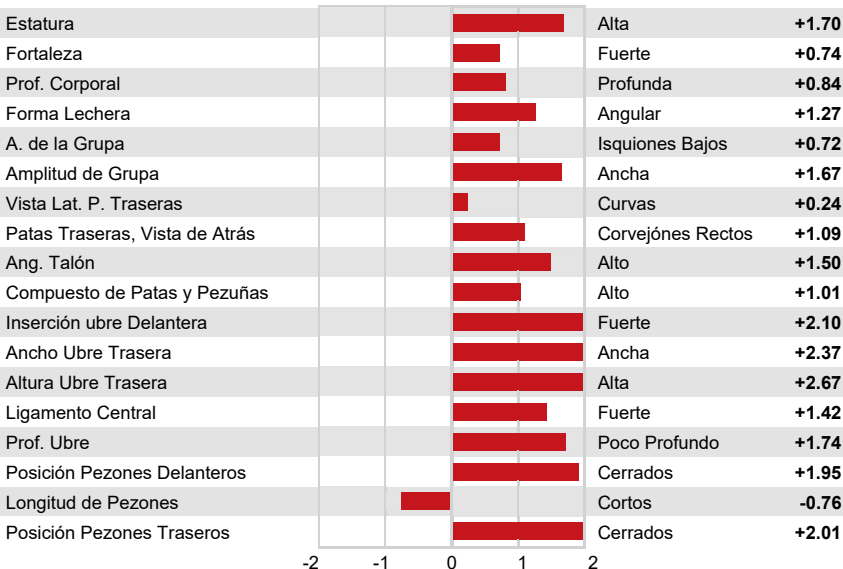 Estatura Alta +1.70
Fortaleza Fuerte +0.74
Prof. Corporal Profunda +0.84
Forma Lechera Angular +1.27
A. de la Grupa Isquiones Bajos +0.72
Amplitud de Grupa Ancha +1.67
Vista Lat. P. Traseras Curvas +0.24
Patas Traseras, Vista de Atrás Corvejónes Rectos +1.09
Ang. Talón Alto +1.50
Compuesto de Patas y Pezuñas Alto +1.01
Inserción ubre Delantera Fuerte +2.10
Ancho Ubre Trasera Ancha +2.37
Altura Ubre Trasera Alta +2.67
Ligamento Central Fuerte +1.42
Prof. Ubre Poco Profundo +1.74
Posición Pezones Delanteros Cerrados +1.95
Longitud de Pezones Cortos -0.76
Posición Pezones Traseros Cerrados +2.01
-2 -1 0 1 2